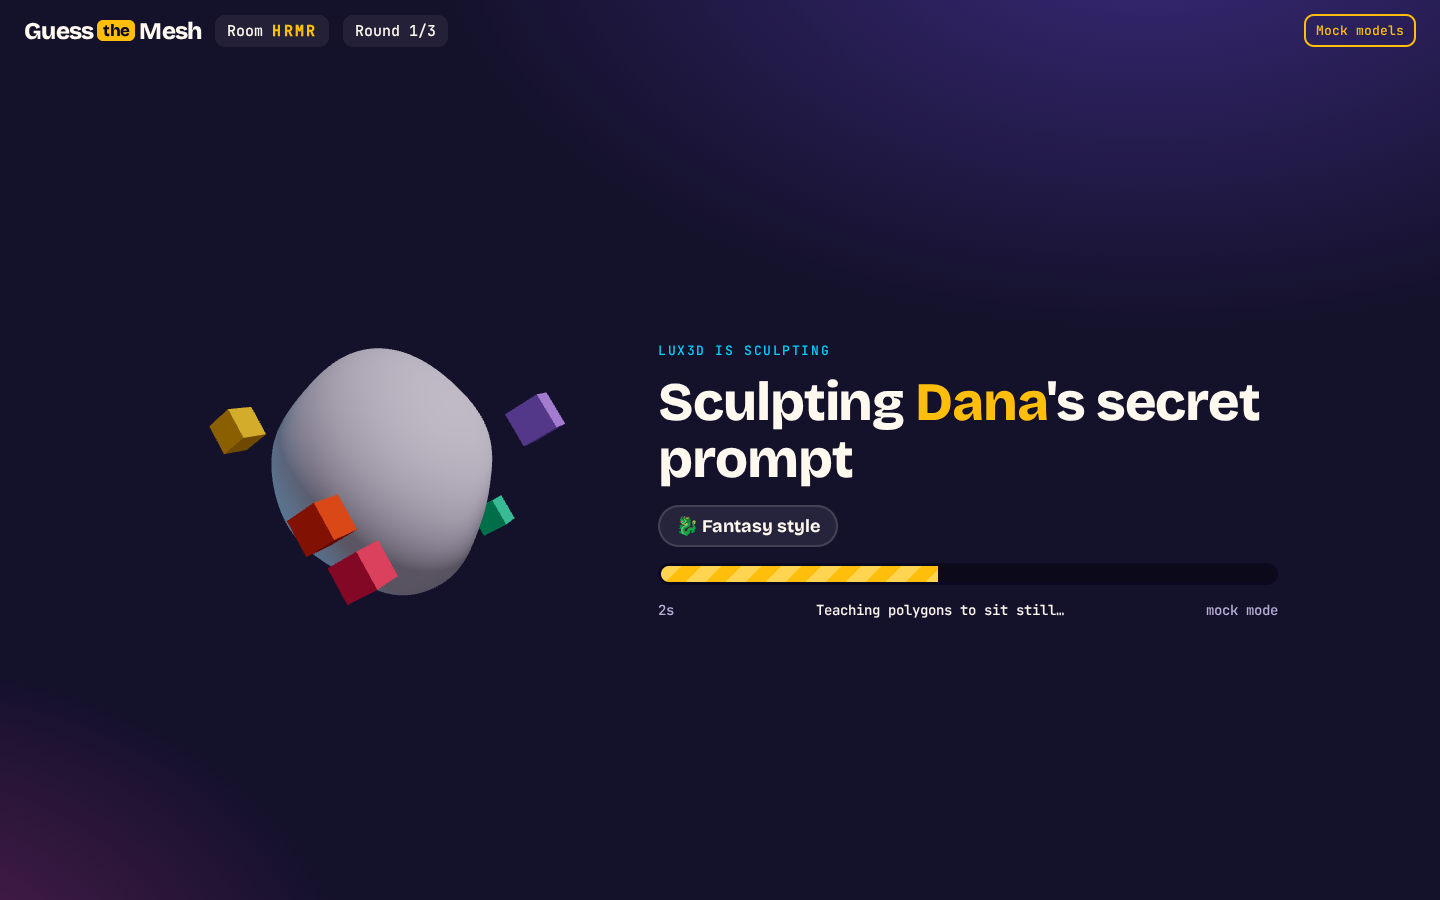 Guess the Mesh
Room HRMR
Round 1/3
Mock models
LUX3D IS SCULPTING
Sculpting Dana's secret
prompt
🐉 Fantasy style
2s
Teaching polygons to sit still…
mock mode